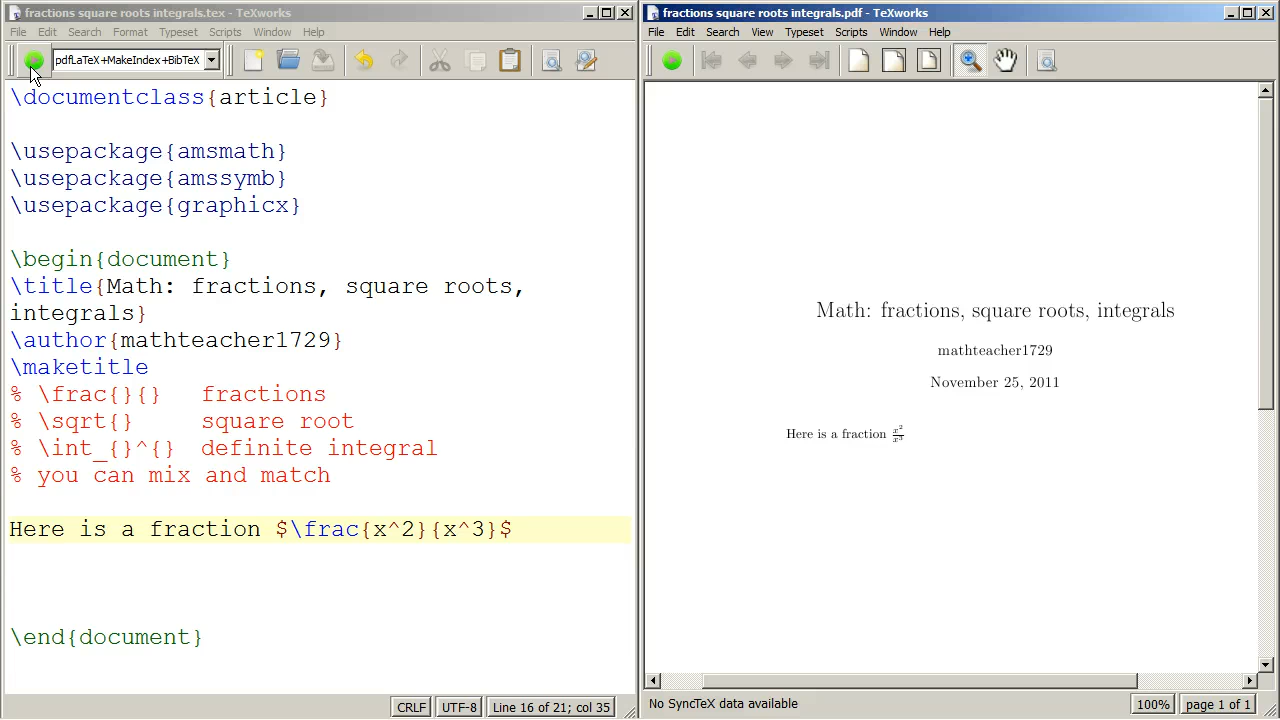 fractions square roots integrals.tex - TeXworks
File Edit Search Format Typeset Scripts Window Help
pdfLaTeX+MakeIndex+BibTeX
\documentclass{article}
\usepackage{amsmath}
\usepackage{amssymb}
\usepackage{graphicx}
\begin{document}
\title{Math: fractions, square roots,
integrals}
\author{mathteacher1729}
\maketitle
% \frac{}{}   fractions
% \sqrt{}     square root
% \int_{}^{}  definite integral
% you can mix and match
Here is a fraction $\frac{x^2}{x^3}$
\end{document}
CRLF UTF-8 Line 16 of 21; col 35
fractions square roots integrals.pdf - TeXworks
File Edit Search View Typeset Scripts Window Help
Math: fractions, square roots, integrals
mathteacher1729
November 25, 2011
Here is a fraction x²/x³
No SyncTeX data available 100% page 1 of 1